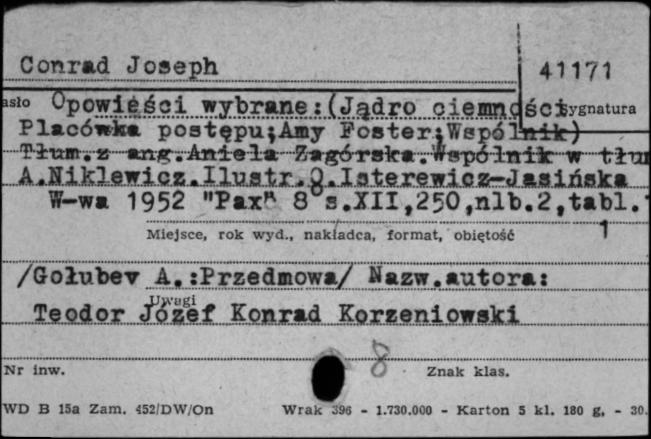 Conrad Joseph
41171
asło Opowieści wybrane:(Jądro ciemności
sygnatura
Placówka postępu;Amy Foster;Wspólnik)
Tłum.z ang.Aniela Zagórska.Wspólnik w tłum
A.Niklewicz.Ilustr.O.Isterewicz-Jasińska
W-wa 1952 "Pax" 8° s.XII,250,nlb.2,tabl.
1
Miejsce, rok wyd., nakładca, format, objętość
/Gołubev A.:Przedmowa/ Nazw.autora:
Uwagi
Teodor Józef Konrad Korzeniowski
8
Nr inw.
Znak klas.
WD B 15a Zam. 452/DW/On Wrak 396 - 1.730.000 - Karton 5 kl. 180 g, - 30.